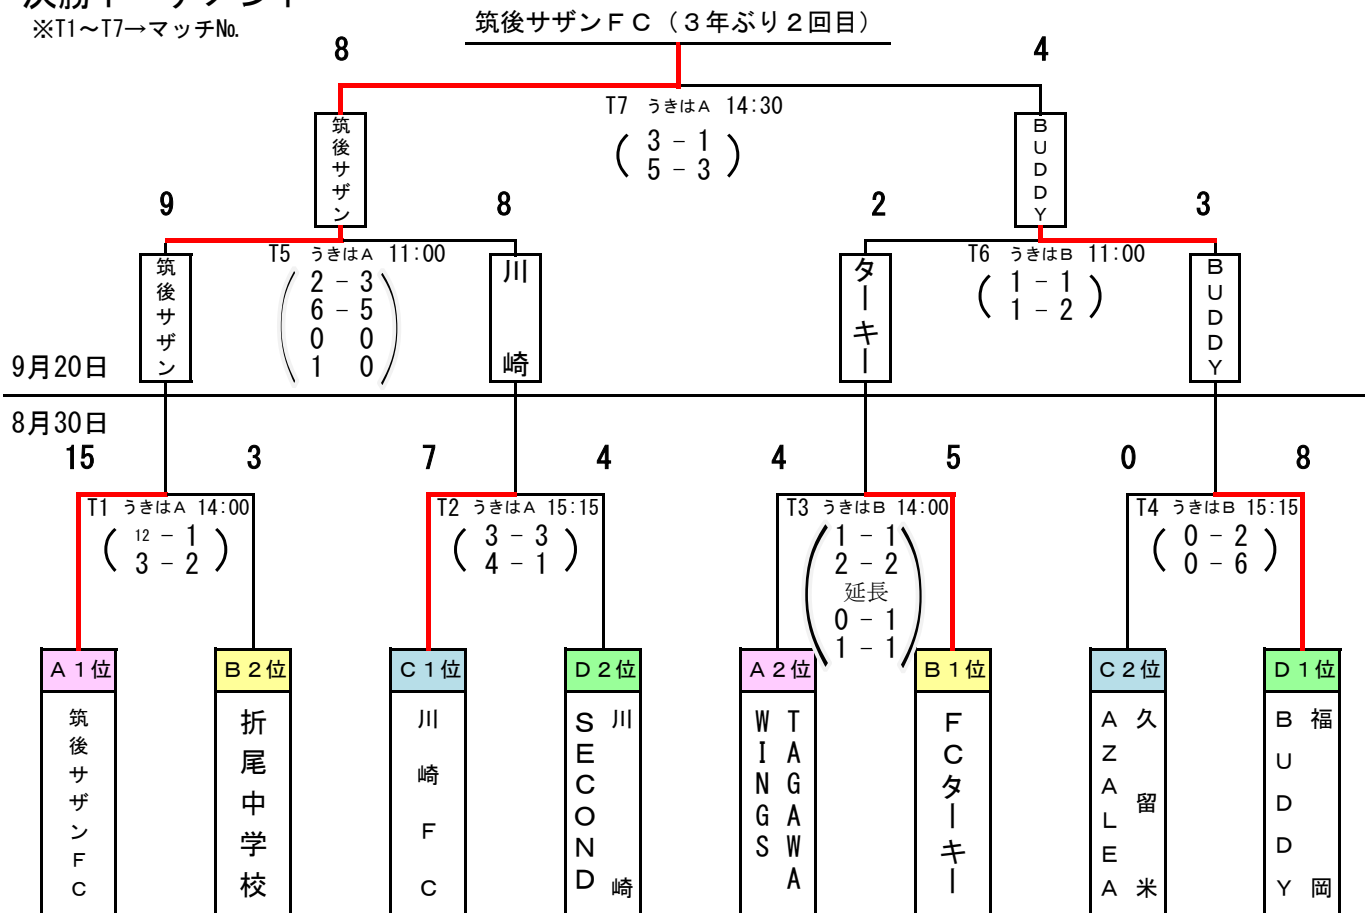 ※T1～T7→マッチNo.
筑後サザンＦＣ（３年ぶり２回目）
8
4
T7 うきはA 14:30
3 － 1
5 － 3
筑後サザン
BUDDY
9
8
2
3
T5 うきはA 11:00
2 － 3
6 － 5
0 0
1 0
T6 うきはB 11:00
1 － 1
1 － 2
筑後サザン
川崎
ターキー
BUDDY
9月20日
8月30日
15
3
7
4
4
5
0
8
T1 うきはA 14:00
12 － 1
3 － 2
T2 うきはA 15:15
3 － 3
4 － 1
T3 うきはB 14:00
1 － 1
2 － 2
延長
0 － 1
1 － 1
T4 うきはB 15:15
0 － 2
0 － 6
A１位
B２位
C１位
D２位
A２位
B１位
C２位
D１位
筑後サザンFC
折尾中学校
川崎FC
川崎
SECOND
TAGAWA
WINGS
FCターキー
久留米
AZALEA
福岡
BUDDY